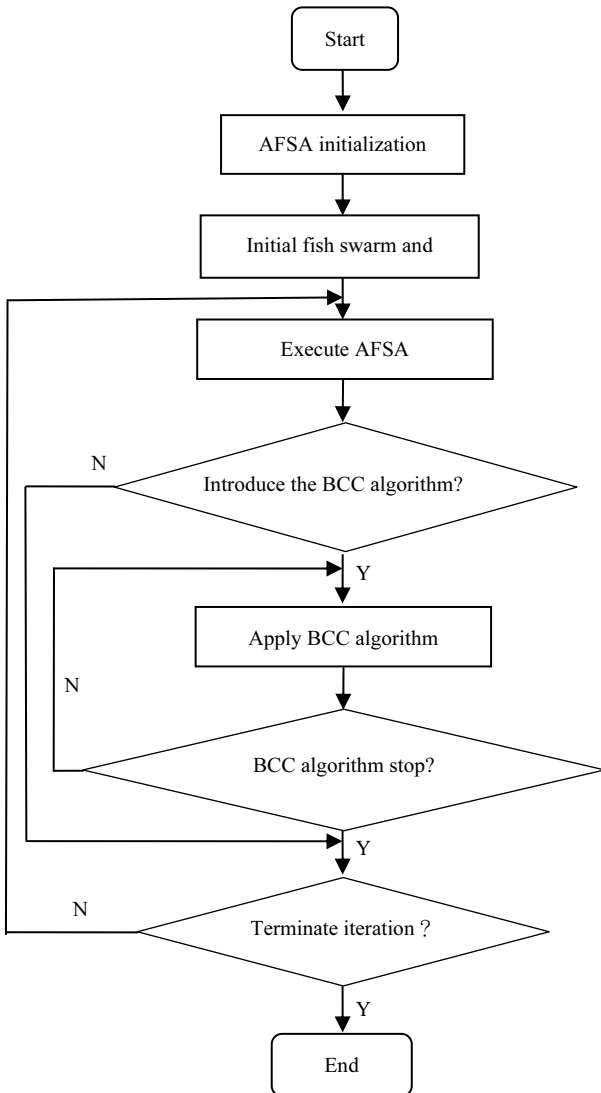 Start
AFSA initialization
Initial fish swarm and
Execute AFSA
N
Introduce the BCC algorithm?
Y
Apply BCC algorithm
N
BCC algorithm stop?
Y
N
Terminate iteration？
Y
End